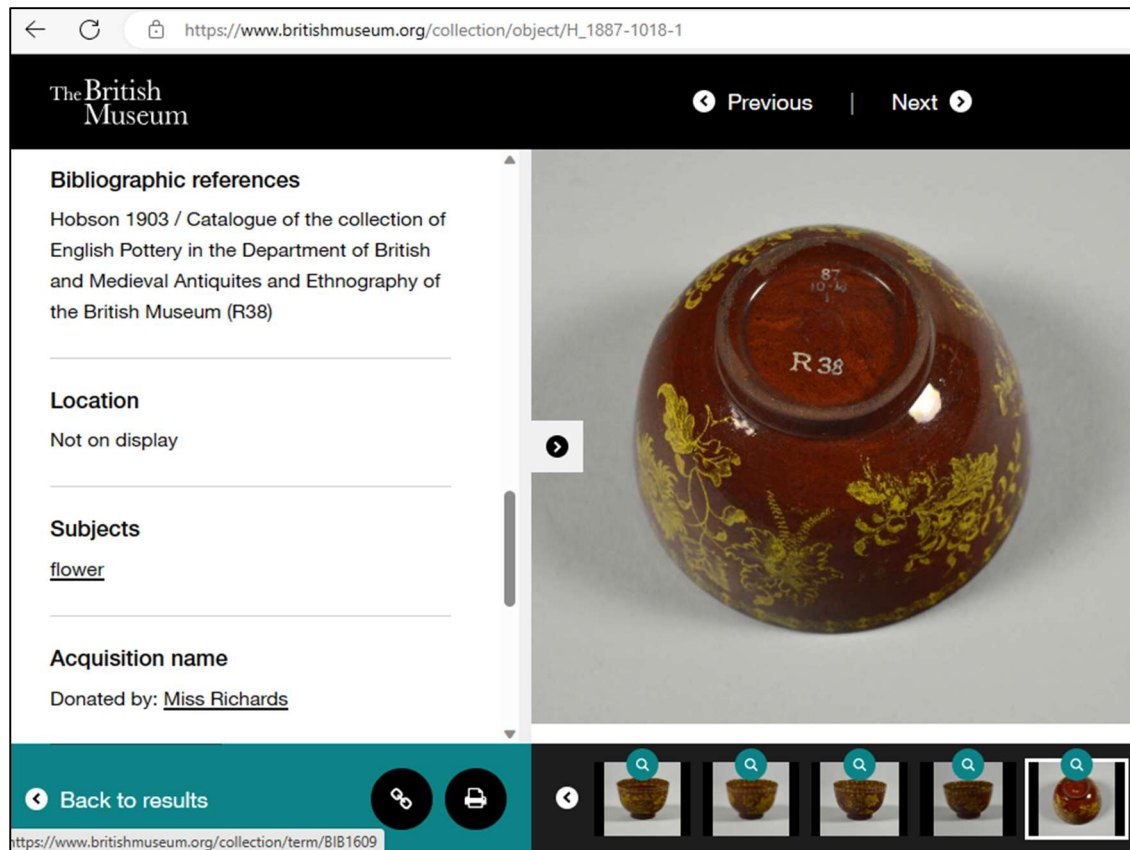 https://www.britishmuseum.org/collection/object/H_1887-1018-1
The British
Museum
Previous | Next
Bibliographic references
Hobson 1903 / Catalogue of the collection of
English Pottery in the Department of British
and Medieval Antiquites and Ethnography of
the British Museum (R38)
Location
Not on display
Subjects
flower
Acquisition name
Donated by: Miss Richards
87
10-18
1
R 38
Back to results
https://www.britishmuseum.org/collection/term/BIB1609